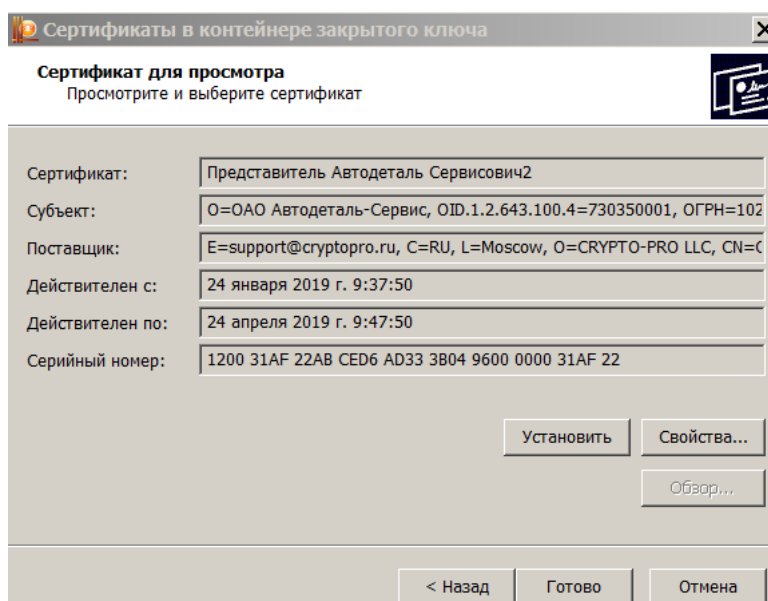 Сертификаты в контейнере закрытого ключа
Сертификат для просмотра
Просмотрите и выберите сертификат
Сертификат: Представитель Автодеталь Сервисович2
Субъект: O=ОАО Автодеталь-Сервис, OID.1.2.643.100.4=730350001, ОГРН=102
Поставщик: E=support@cryptopro.ru, C=RU, L=Moscow, O=CRYPTO-PRO LLC, CN=C
Действителен с: 24 января 2019 г. 9:37:50
Действителен по: 24 апреля 2019 г. 9:47:50
Серийный номер: 1200 31AF 22AB CED6 AD33 3B04 9600 0000 31AF 22
Установить Свойства...
Обзор...
< Назад Готово Отмена